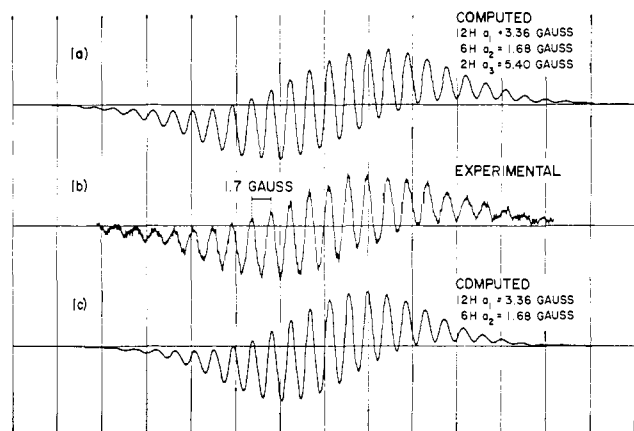 COMPUTED
(a)
12H a₁ = 3.36 GAUSS
6H a₂ = 1.68 GAUSS
2H a₃ = 5.40 GAUSS
(b)
EXPERIMENTAL
1.7 GAUSS
COMPUTED
(c)
12H a₁ = 3.36 GAUSS
6H a₂ = 1.68 GAUSS